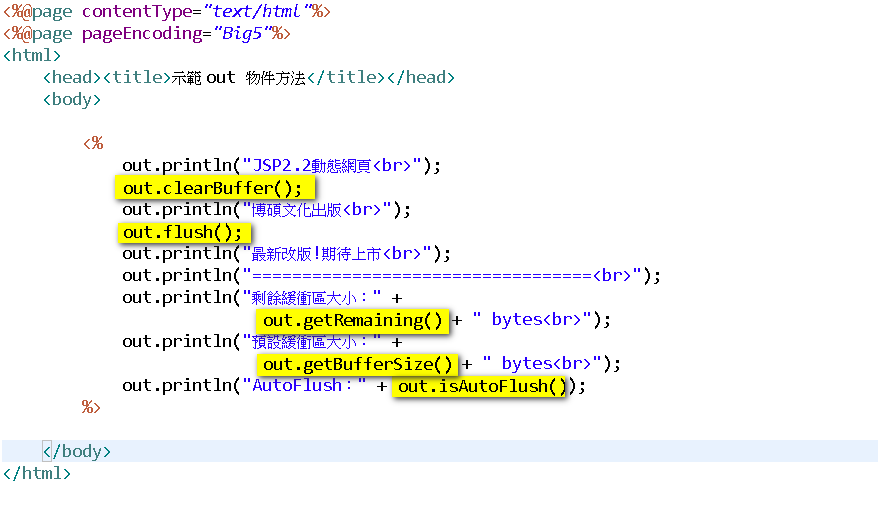 <%@page contentType="text/html"%>
<%@page pageEncoding="Big5"%>
<html>
<head><title>示範 out 物件方法</title></head>
<body>
<%
out.println("JSP2.2動態網頁<br>");
out.clearBuffer();
out.println("博碩文化出版<br>");
out.flush();
out.println("最新改版!期待上市<br>");
out.println("==================================<br>");
out.println("剩餘緩衝區大小：" +
out.getRemaining() + " bytes<br>");
out.println("預設緩衝區大小：" +
out.getBufferSize() + " bytes<br>");
out.println("AutoFlush：" + out.isAutoFlush());
%>
</body>
</html>